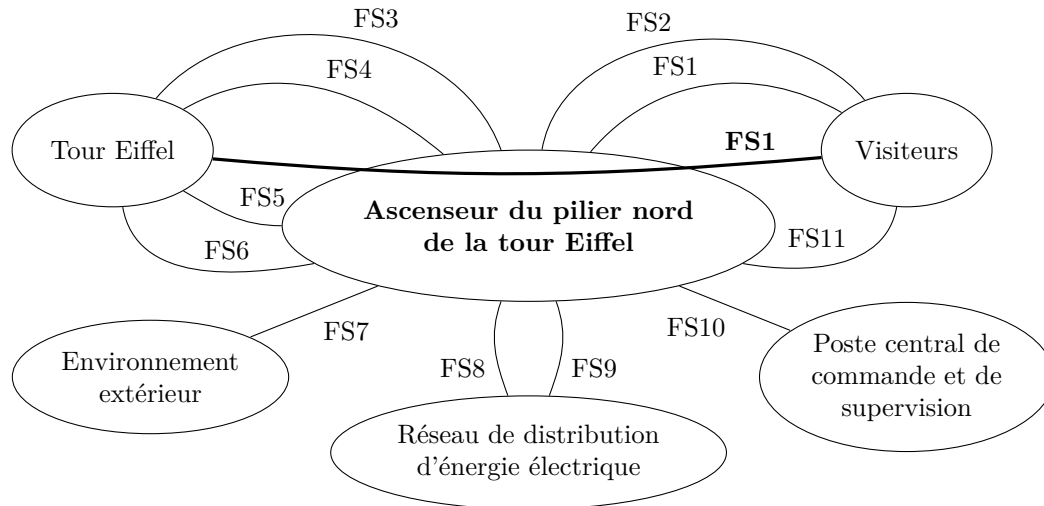 FS3
FS2
FS4
FS1
Tour Eiffel
FS1
Visiteurs
FS5
Ascenseur du pilier nord
de la tour Eiffel
FS6
FS11
FS7
FS10
Environnement
extérieur
FS8
FS9
Poste central de
commande et de
supervision
Réseau de distribution
d'énergie électrique